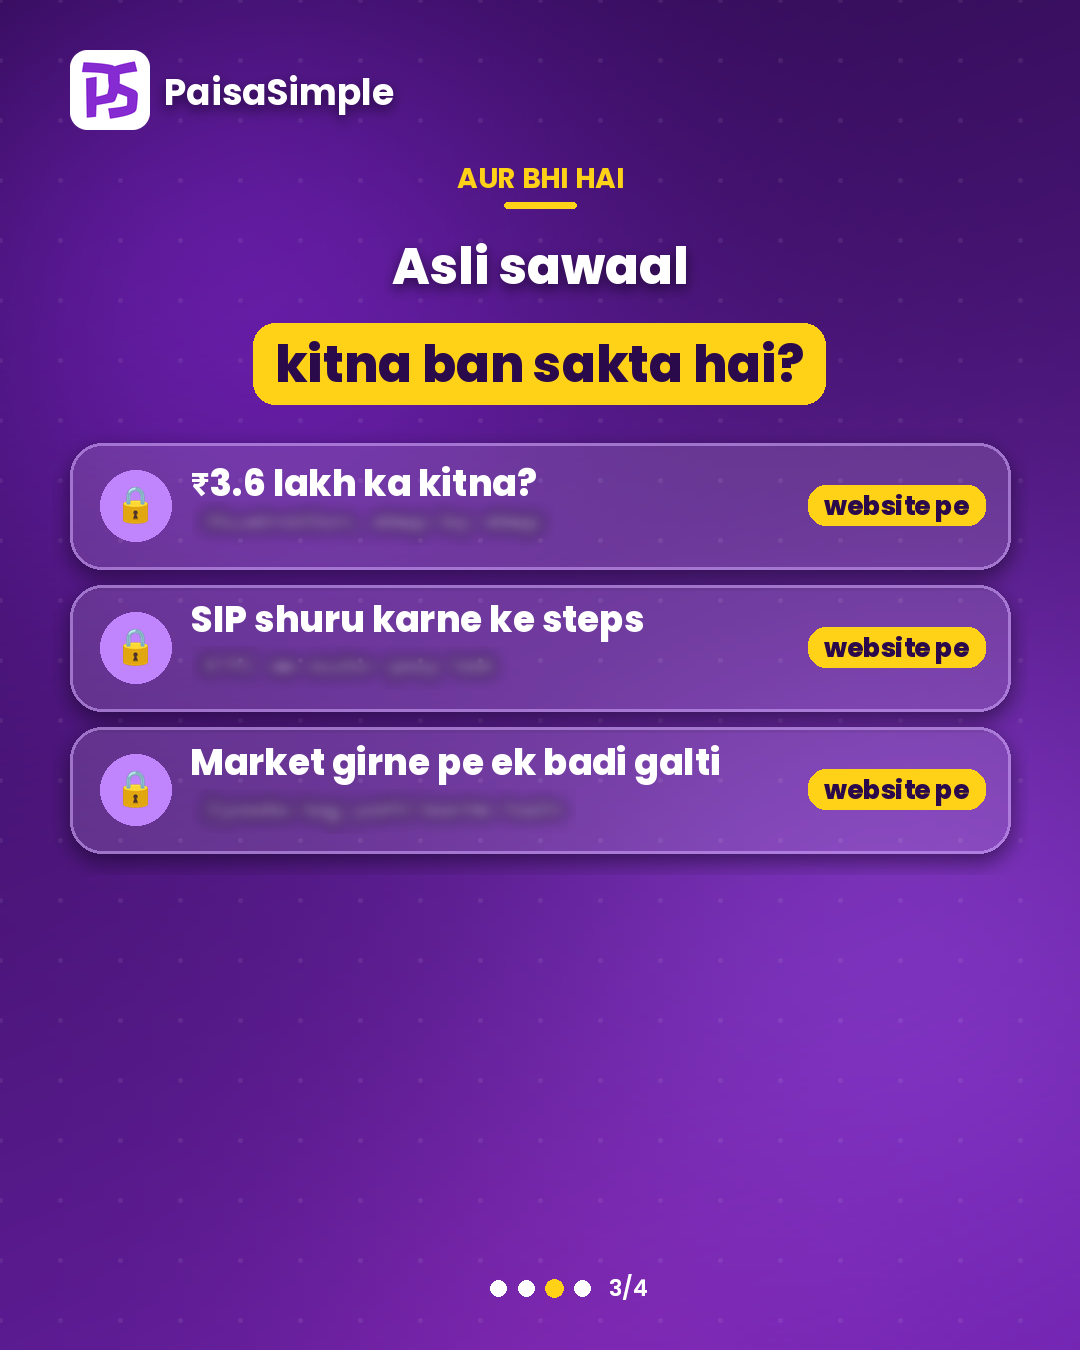 PaisaSimple
AUR BHI HAI
Asli sawaal
kitna ban sakta hai?
₹3.6 lakh ka kitna?
website pe
SIP shuru karne ke steps
website pe
Market girne pe ek badi galti
website pe
3/4